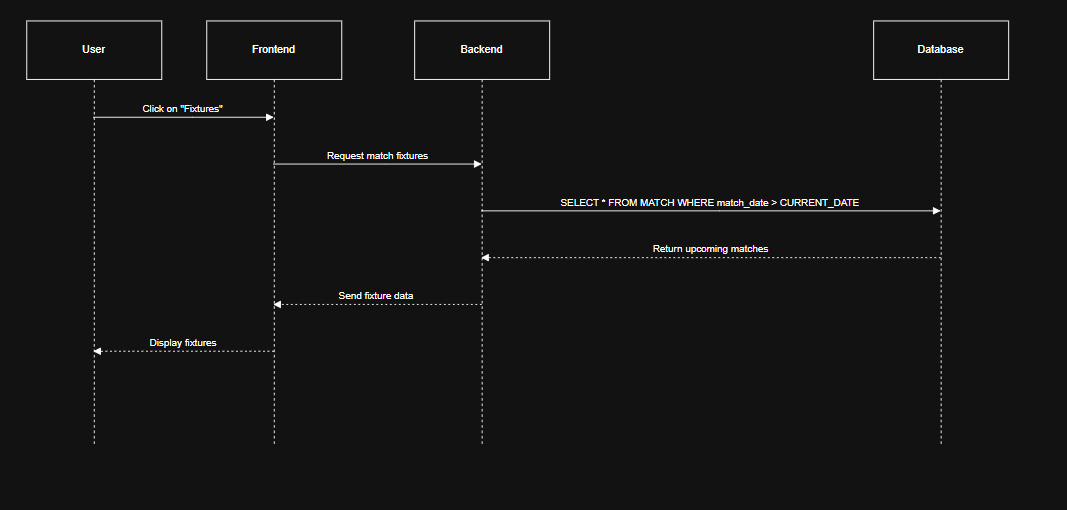 User
Frontend
Backend
Database
Click on "Fixtures"
Request match fixtures
SELECT * FROM MATCH WHERE match_date > CURRENT_DATE
Return upcoming matches
Send fixture data
Display fixtures